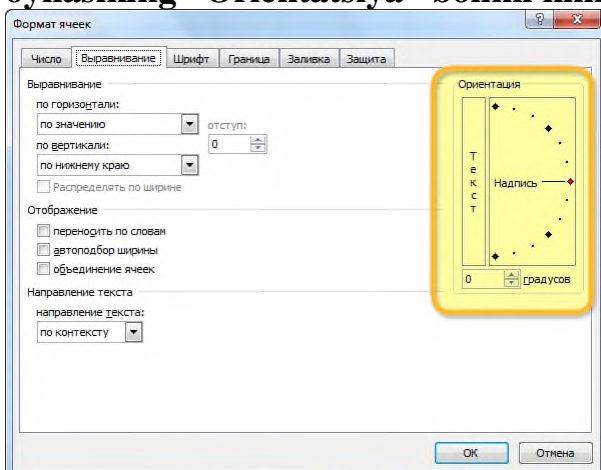 Формат ячеек
Число Выравнивание Шрифт Граница Заливка Защита
Выравнивание
по горизонтали:
по значению
отступ:
по вертикали:
0
по нижнему краю
Распределять по ширине
Отображение
переносить по словам
автоподбор ширины
объединение ячеек
Направление текста
направление текста:
по контексту
Ориентация
Текст
Надпись
0 градусов
ОК Отмена